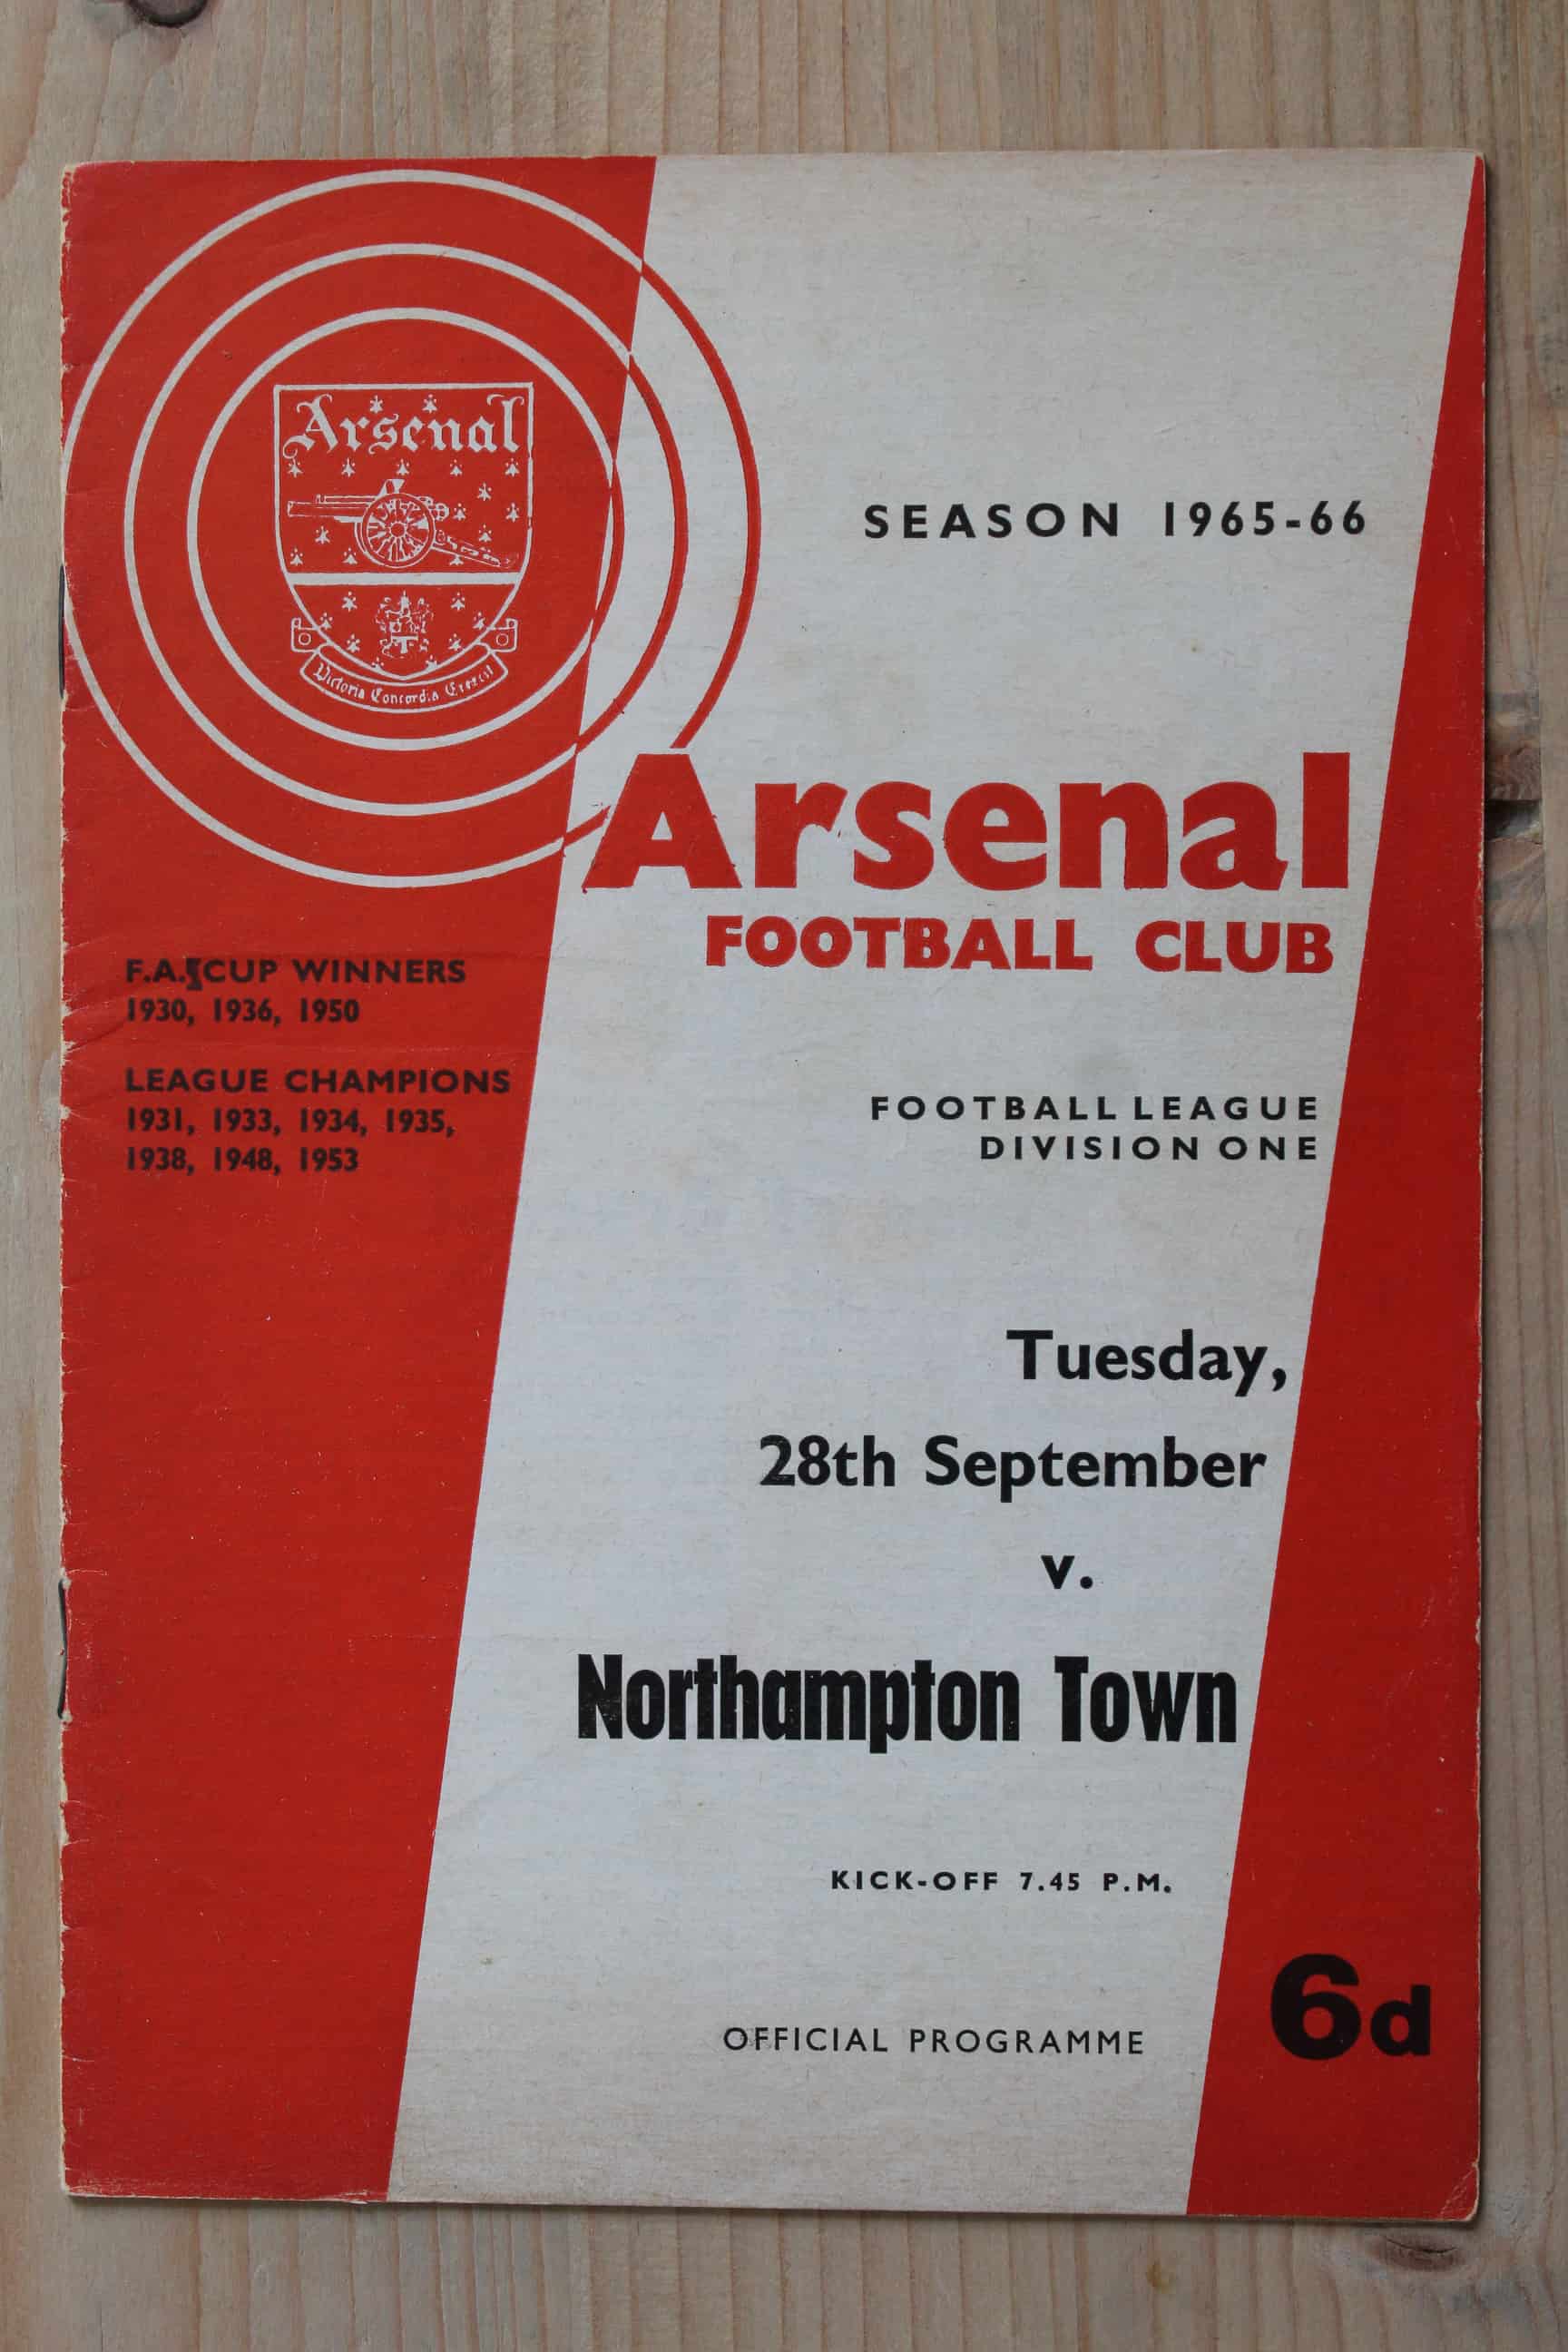 Arsenal
Victoria Concordia Crescit
SEASON 1965-66
Arsenal
FOOTBALL CLUB
F.A. CUP WINNERS
1930, 1936, 1950
LEAGUE CHAMPIONS
1931, 1933, 1934, 1935,
1938, 1948, 1953
FOOTBALL LEAGUE
DIVISION ONE
Tuesday,
28th September
v.
Northampton Town
KICK-OFF 7.45 P.M.
OFFICIAL PROGRAMME
6d